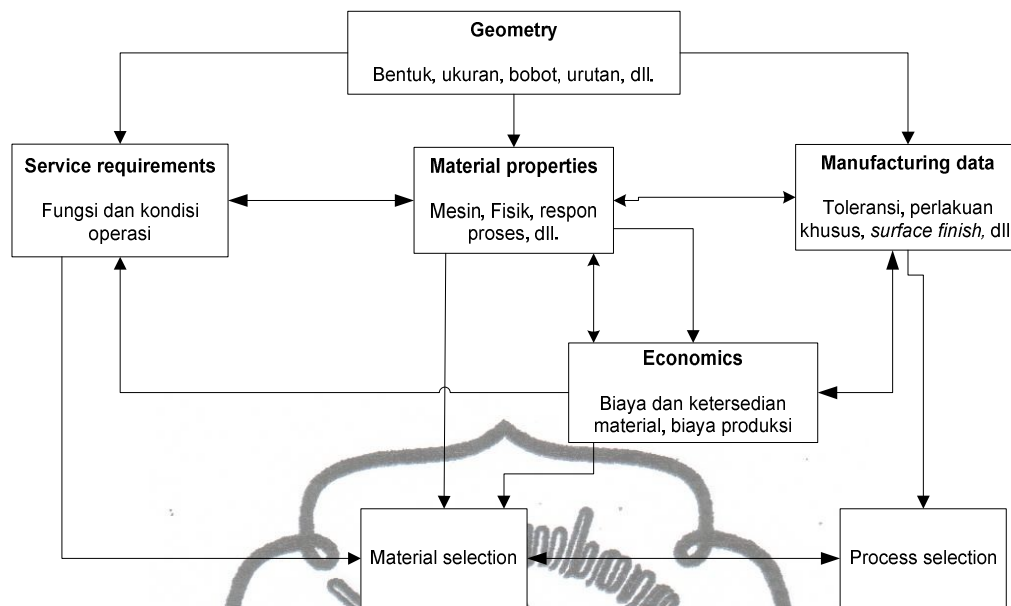 Geometry
Bentuk, ukuran, bobot, urutan, dll.
Service requirements
Fungsi dan kondisi
operasi
Material properties
Mesin, Fisik, respon
proses, dll.
Manufacturing data
Toleransi, perlakuan
khusus, surface finish, dll
Economics
Biaya dan ketersedian
material, biaya produksi
Material selection
Process selection